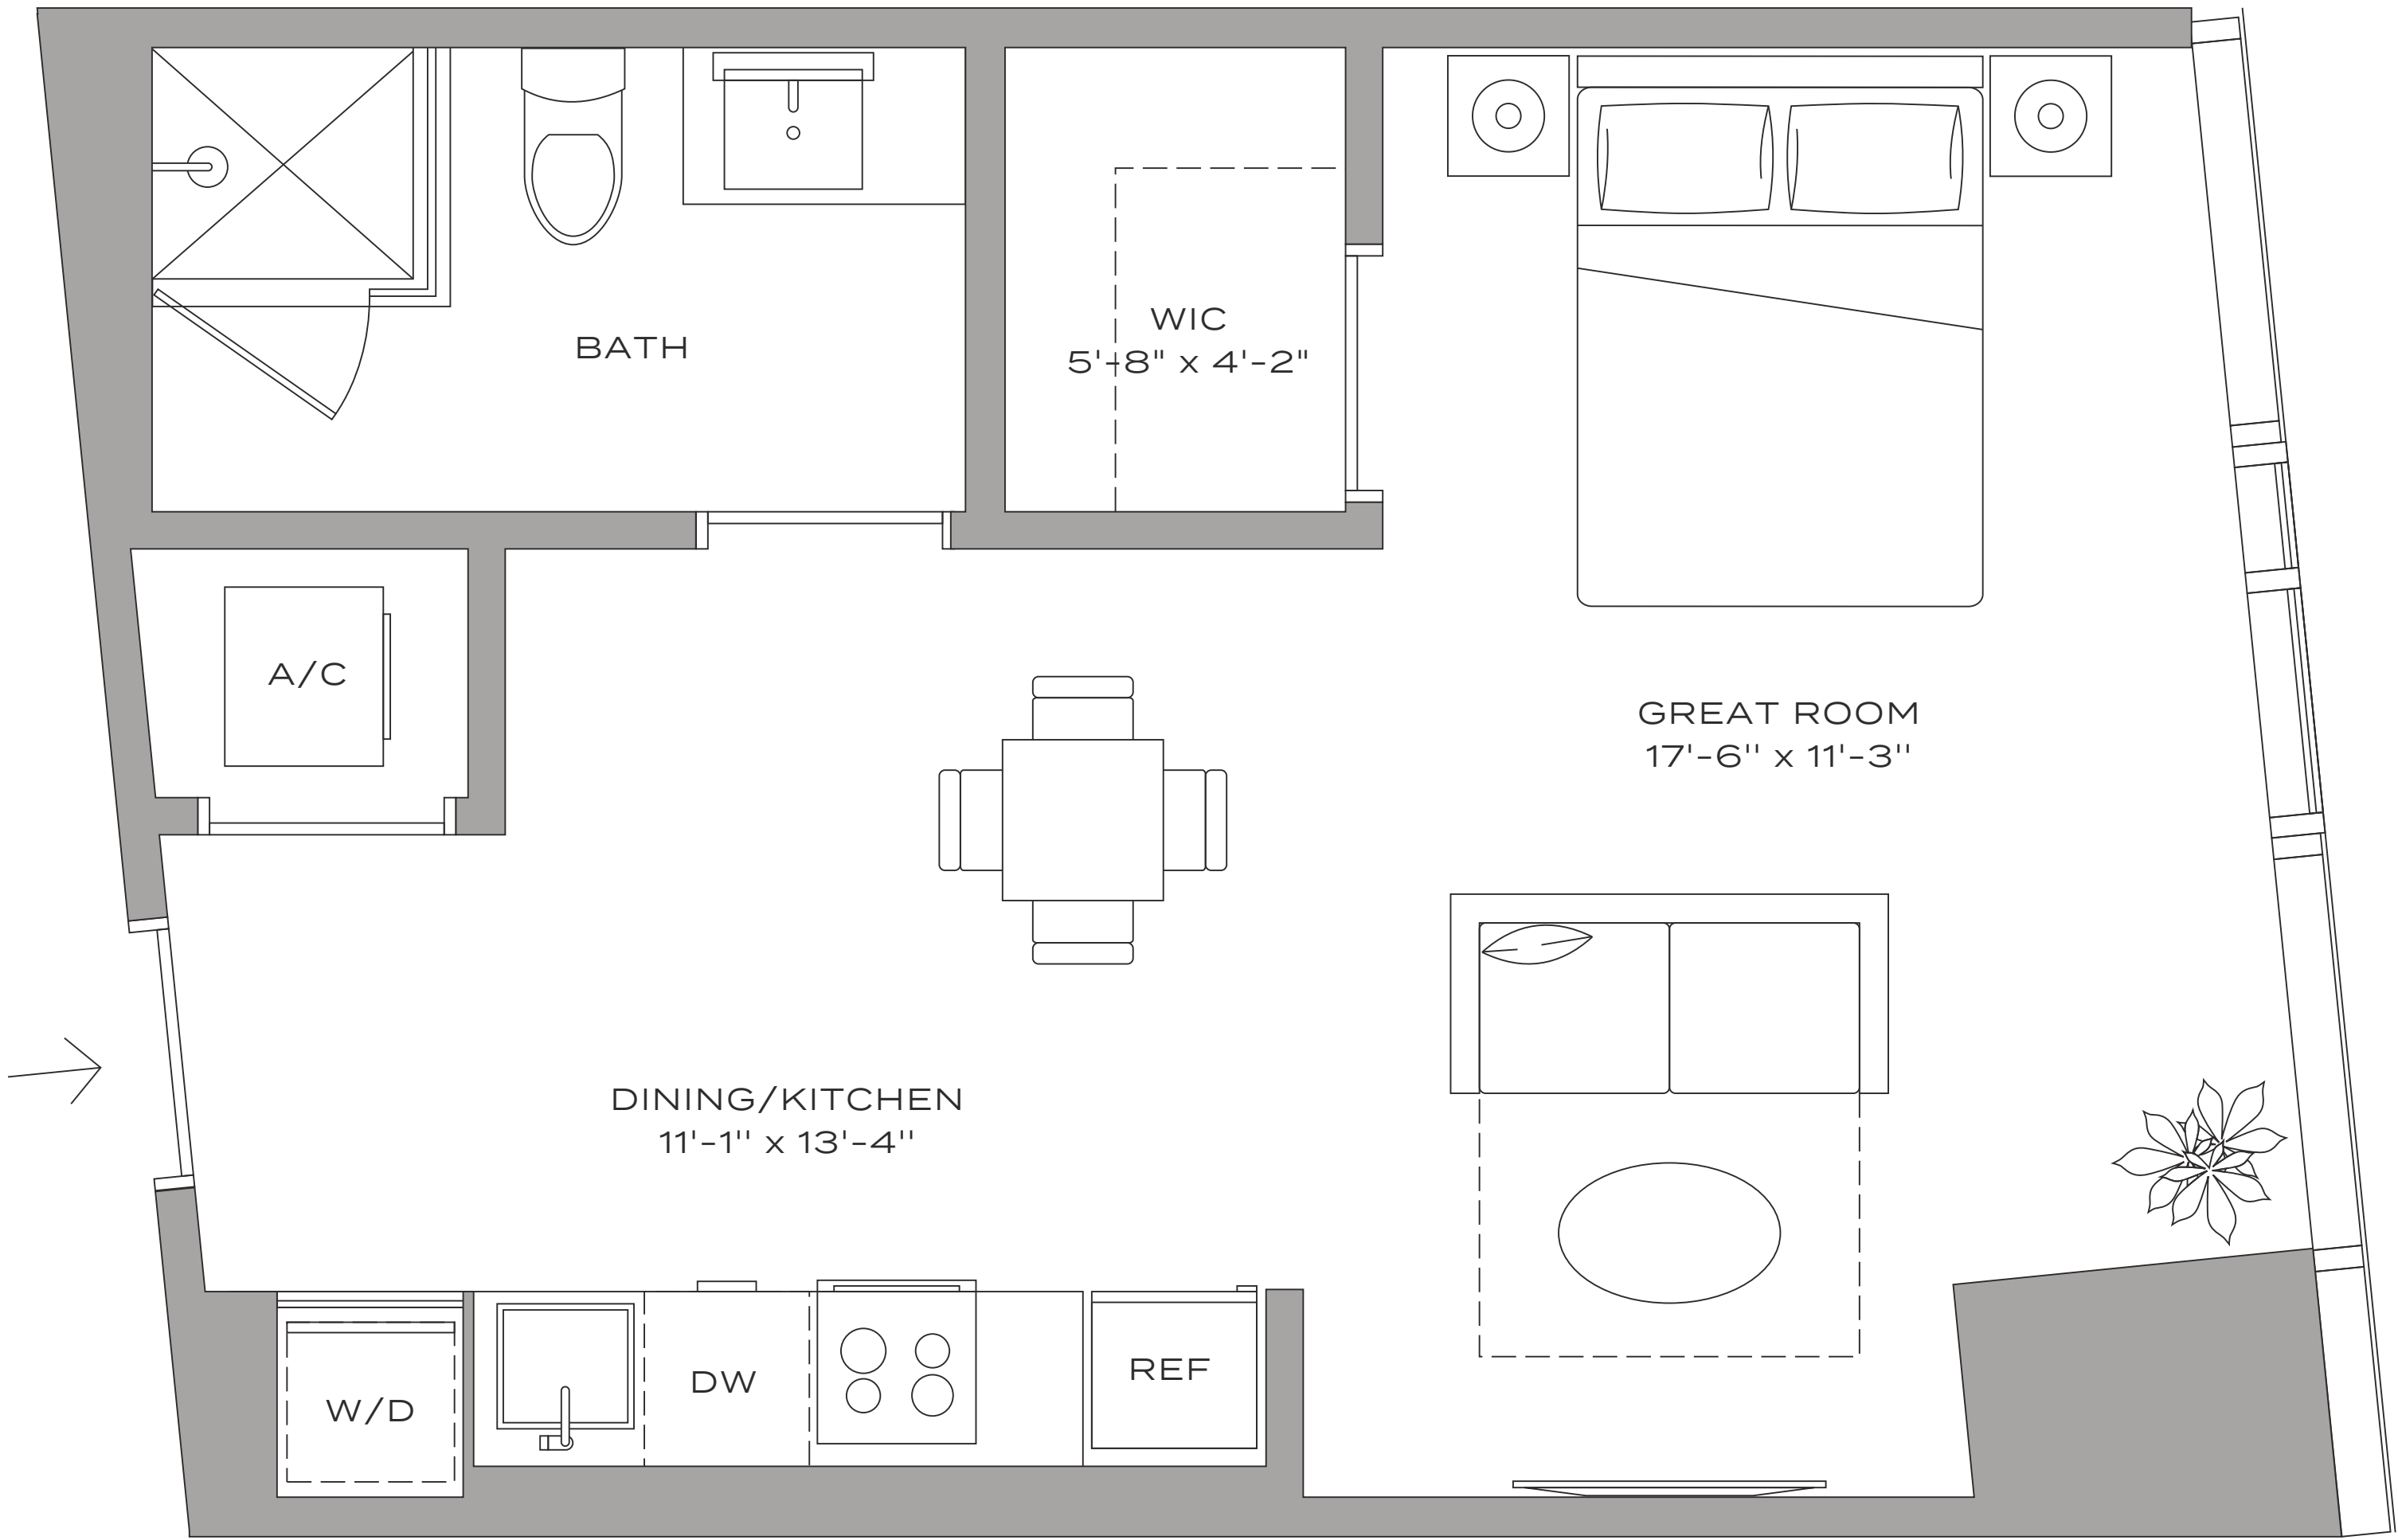 BATH
WIC
5'-8" x 4'-2"
A/C
GREAT ROOM
17'-6'' x 11'-3''
DINING/KITCHEN
11'-1'' x 13'-4''
W/D
DW
REF